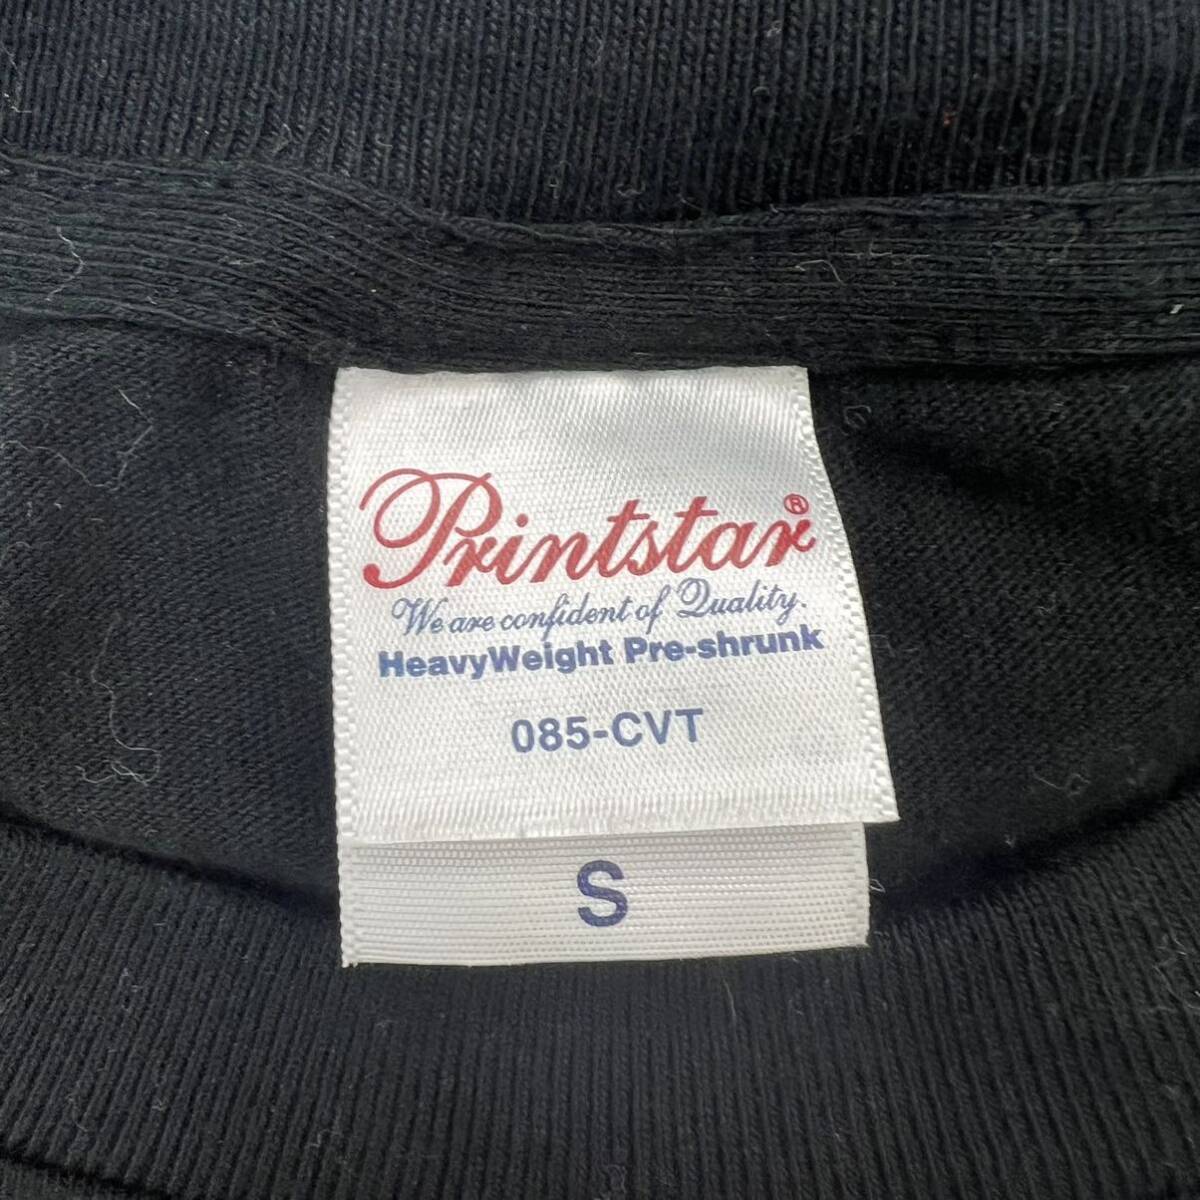 Printstar®
We are confident of Quality.
HeavyWeight Pre-shrunk
085-CVT
S